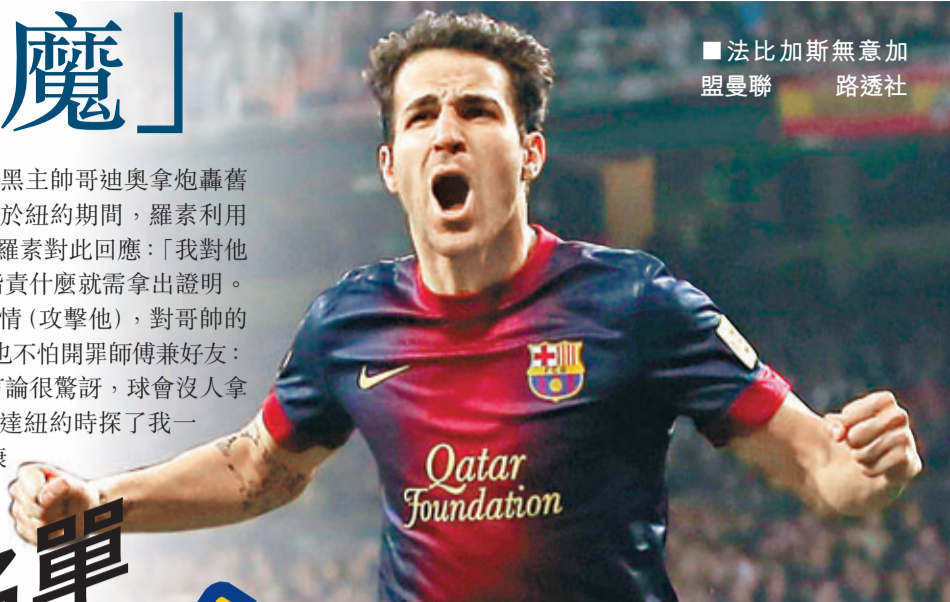 魔」
■法比加斯無意加
盟曼聯 路透社
黑主帥哥迪奧拿炮轟舊
於紐約期間，羅素利用
羅素對此回應：「我對他
責什麼就需拿出證明。
情（攻擊他），對哥帥的
也不怕開罪師傅兼好友：
論很驚訝，球會沒人拿
達紐約時探了我一
Qatar
Foundation
FCB
單